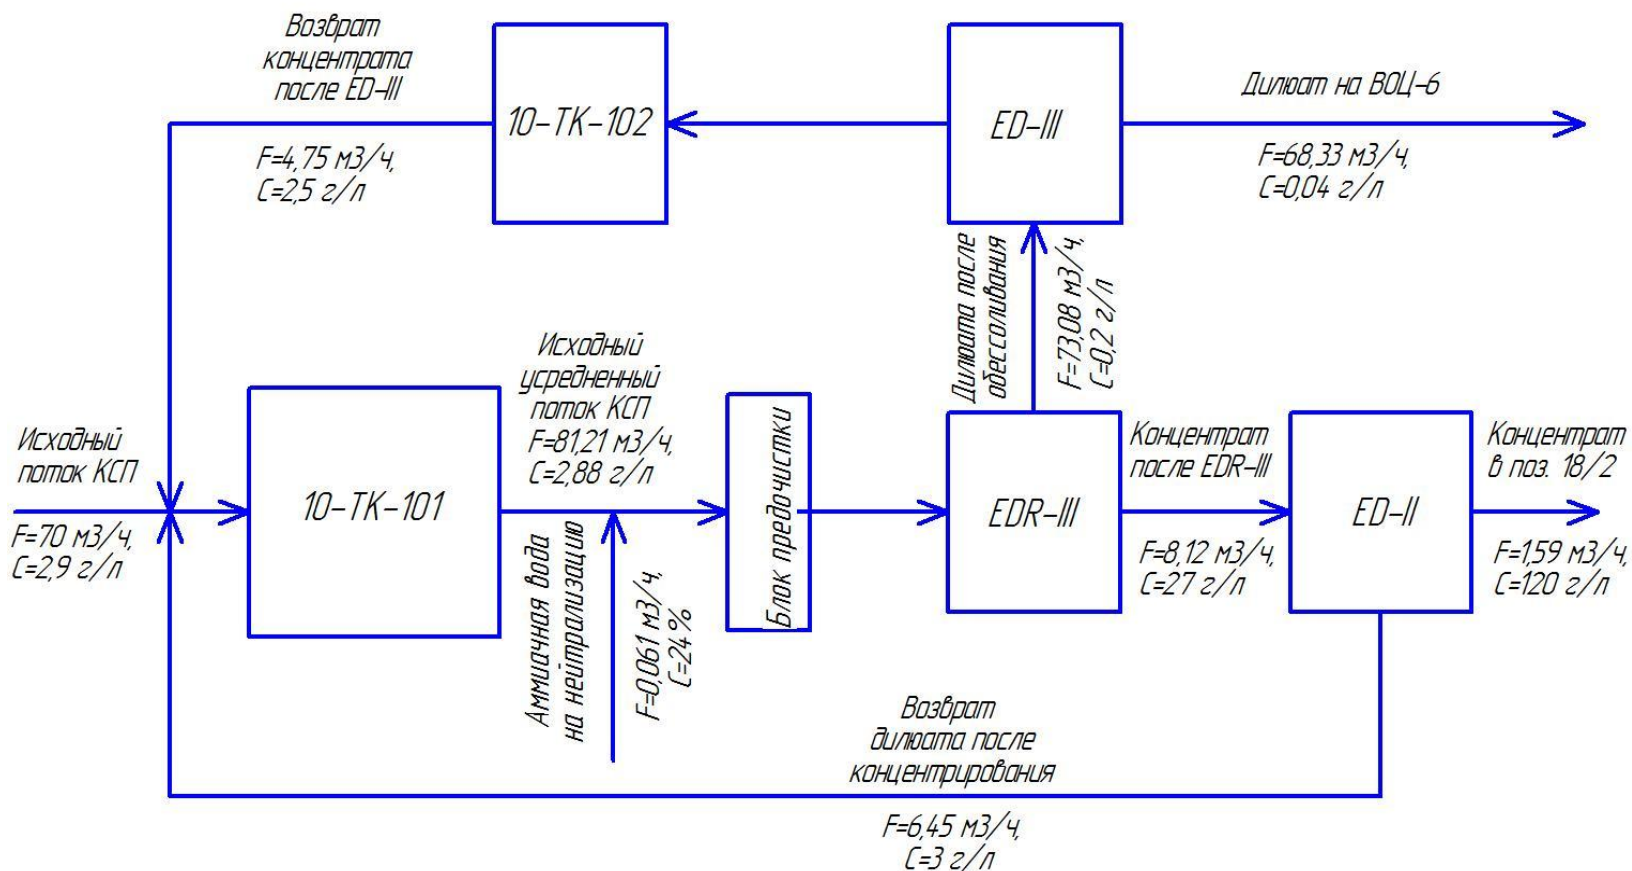 Возврат
концентрата
после ED-III
F=4,75 м3/ч,
C=2,5 г/л
10-ТК-102
ED-III
Дилюат на ВОЦ-6
F=68,33 м3/ч,
C=0,04 г/л
Дилюата после
обессоливания
F=73,08 м3/ч,
C=0,2 г/л
Исходный
поток КСП
F=70 м3/ч,
C=2,9 г/л
10-ТК-101
Исходный
усредненный
поток КСП
F=81,21 м3/ч,
C=2,88 г/л
Аммиачная вода
на нейтрализацию
F=0,061 м3/ч,
C=24%
Блок предочистки
EDR-III
Концентрат
после EDR-III
F=8,12 м3/ч,
C=27 г/л
ED-II
Концентрат
в поз. 18/2
F=1,59 м3/ч,
C=120 г/л
Возврат
дилюата после
концентрирования
F=6,45 м3/ч,
C=3 г/л